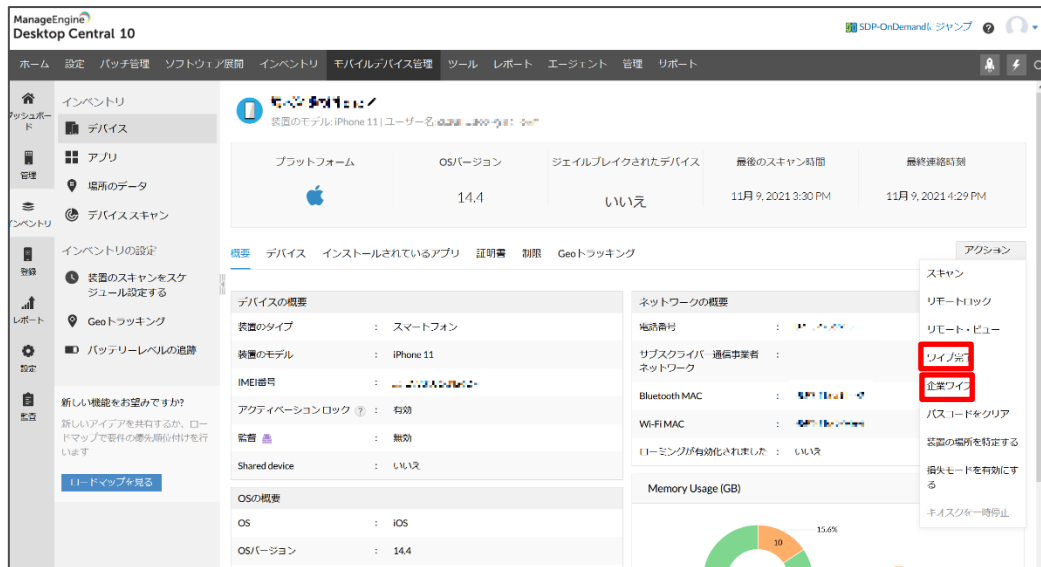 ManageEngine
Desktop Central 10
SDP-OnDemandにジャンプ
ホーム 設定 パッチ管理 ソフトウェア展開 インベントリ モバイルデバイス管理 ツール レポート エージェント 管理 サポート
ダッシュボー
ド
管理
インベントリ
登録
レポート
設定
監査
インベントリ
デバイス
アプリ
場所のデータ
デバイススキャン
インベントリの設定
装置のスキャンをスケ
ジュール設定する
Geoトラッキング
バッテリーレベルの追跡
新しい機能をお望みですか?
新しいアイデアを共有するか、ロー
ドマップで要件の優先順位付けを行
います
ロードマップを見る
装置のモデル: iPhone 11 | ユーザー名:
プラットフォーム OSバージョン ジェイルブレイクされたデバイス 最後のスキャン時間 最終連絡時刻
14.4 いいえ 11月 9, 2021 3:30 PM 11月 9, 2021 4:29 PM
概要 デバイス インストールされているアプリ 証明書 制限 Geoトラッキング
アクション
スキャン
リモートロック
リモート・ビュー
ワイプ完了
企業ワイプ
パスコードをクリア
装置の場所を特定する
損失モードを有効にす
る
キオスクを一時停止
デバイスの概要
装置のタイプ : スマートフォン
装置のモデル : iPhone 11
IMEI番号 :
アクティベーションロック ? : 有効
監督 : 無効
Shared device : いいえ
OSの概要
OS : iOS
OSバージョン : 14.4
ネットワークの概要
電話番号 :
サブスクライバー通信事業者 :
ネットワーク
Bluetooth MAC :
Wi-Fi MAC :
ローミングが有効化されました : いいえ
Memory Usage (GB)
15.6%
10